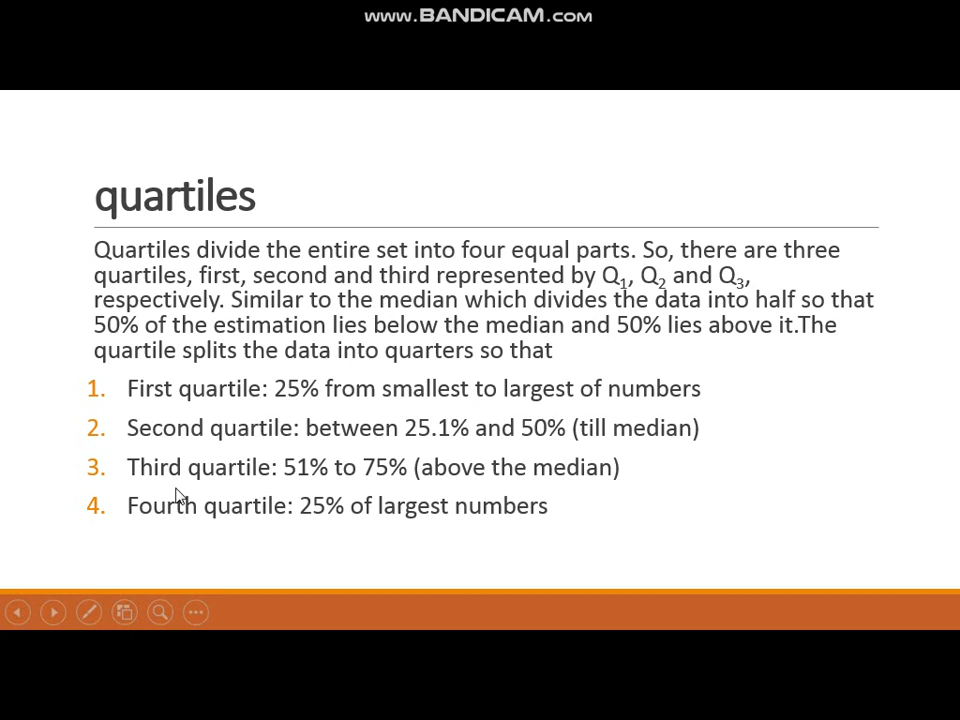 www.BANDICAM.com
quartiles
Quartiles divide the entire set into four equal parts. So, there are three
quartiles, first, second and third represented by Q1, Q2 and Q3,
respectively. Similar to the median which divides the data into half so that
50% of the estimation lies below the median and 50% lies above it.The
quartile splits the data into quarters so that
1. First quartile: 25% from smallest to largest of numbers
2. Second quartile: between 25.1% and 50% (till median)
3. Third quartile: 51% to 75% (above the median)
4. Fourth quartile: 25% of largest numbers